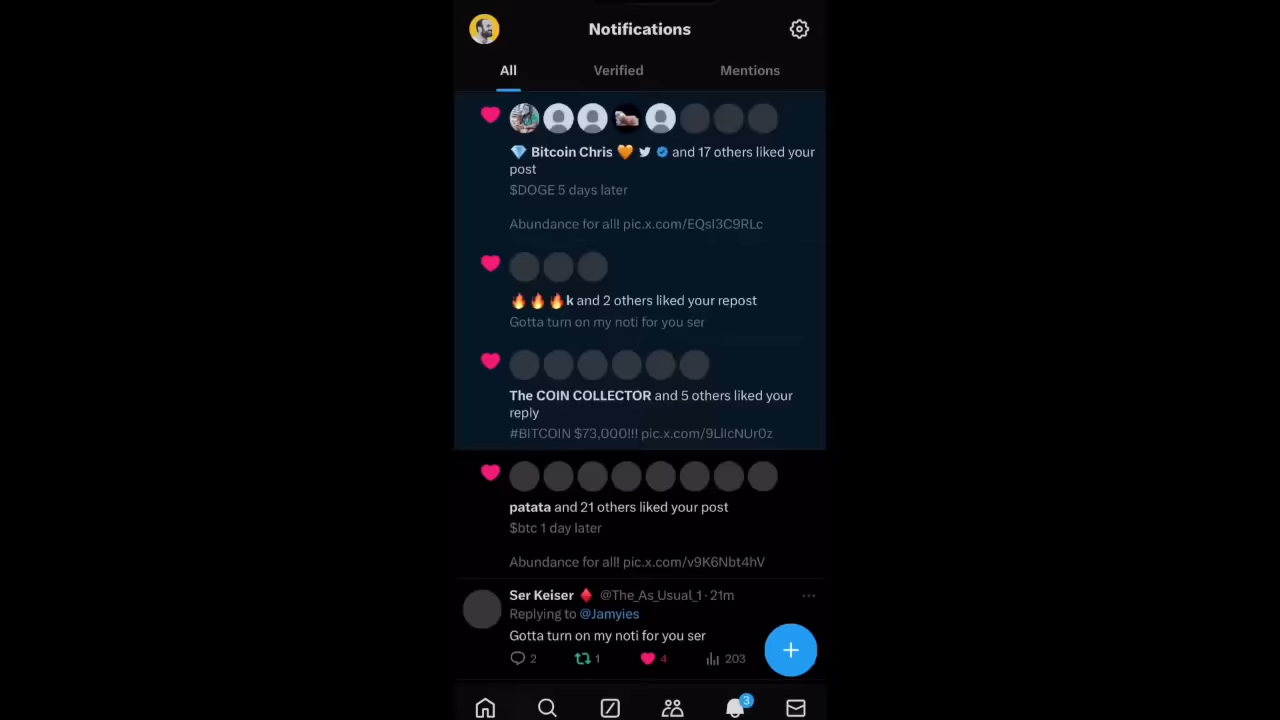 Notifications
All Verified Mentions
💎 Bitcoin Chris 🧡 and 17 others liked your
post
$DOGE 5 days later
Abundance for all! pic.x.com/EQsI3C9RLc
🔥🔥🔥k and 2 others liked your repost
Gotta turn on my noti for you ser
The COIN COLLECTOR and 5 others liked your
reply
#BITCOIN $73,000!!! pic.x.com/9LlIcNUr0z
patata and 21 others liked your post
$btc 1 day later
Abundance for all! pic.x.com/v9K6Nbt4hV
Ser Keiser ♦️ @The_As_Usual_1 · 21m
Replying to @Jamyies
Gotta turn on my noti for you ser
2 1 4 203
3